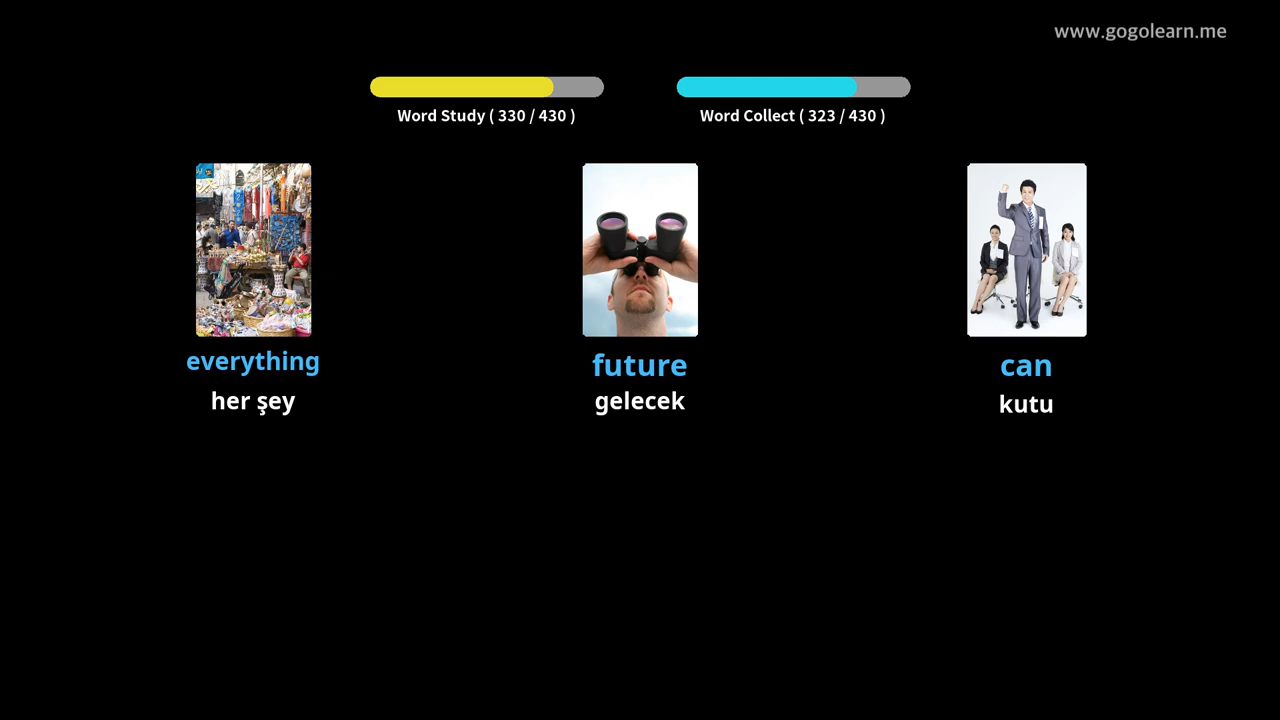 www.gogolearn.me
Word Study ( 330 / 430 )
Word Collect ( 323 / 430 )
everything
her şey
future
gelecek
can
kutu